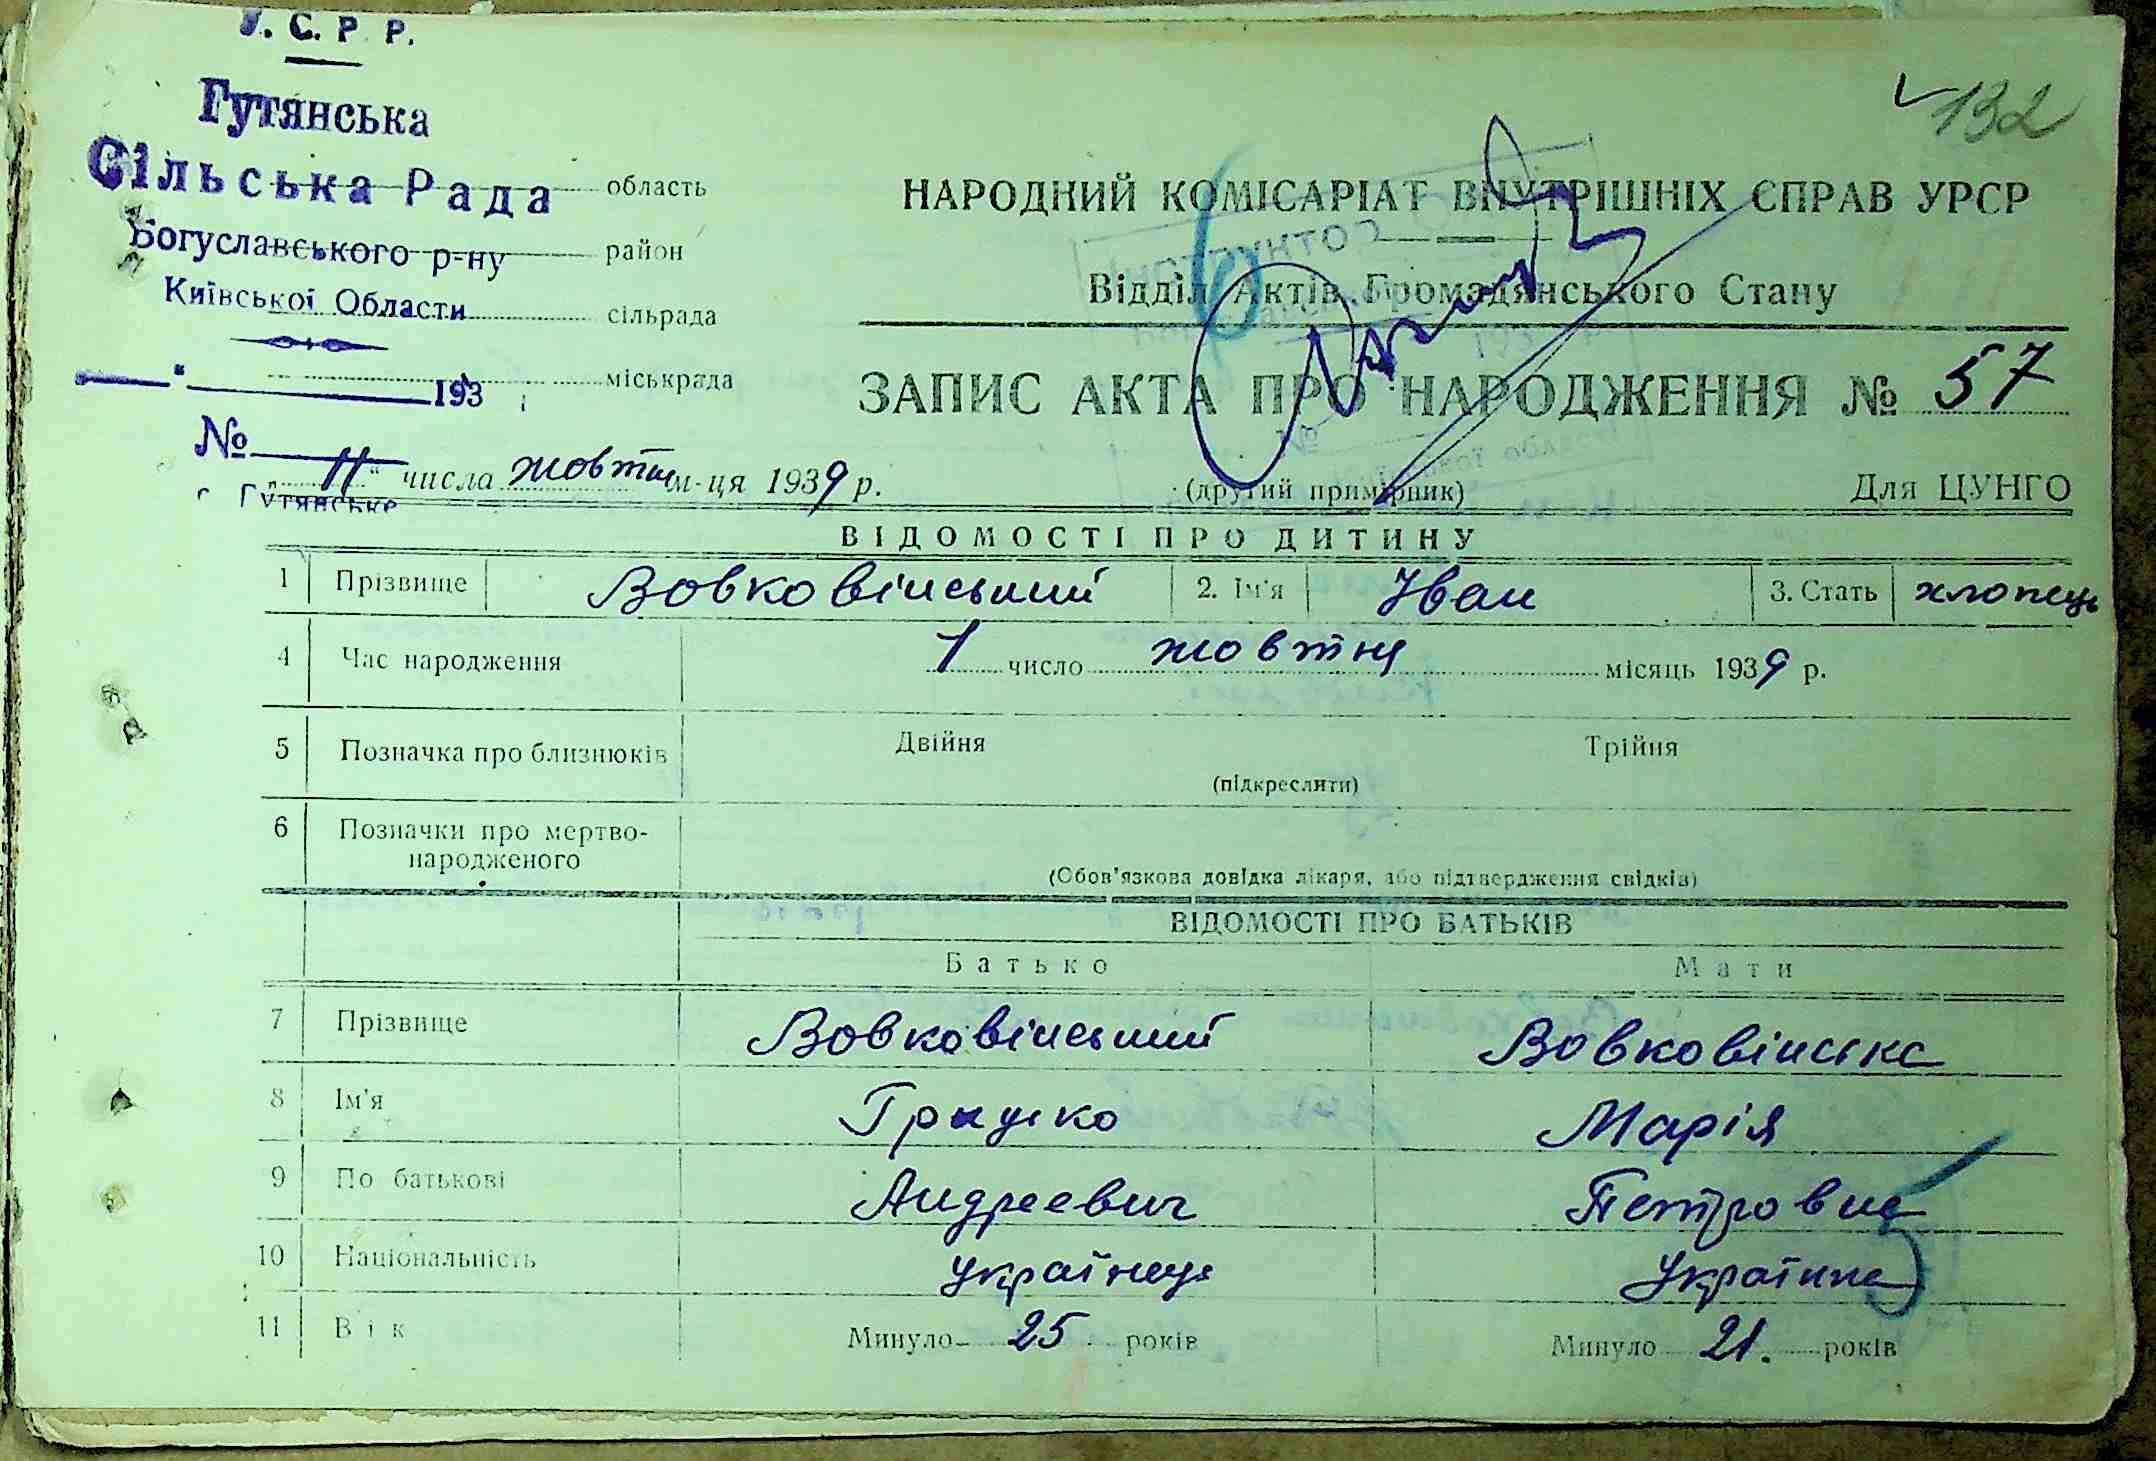 У. С. Р. Р.
Гутянська
Сільська Рада область
Богуславського р-ну район
Київської Области сільрада
міськрада
193
№
с Гутянське
132
НАРОДНИЙ КОМІСАРІАТ ВНУТРІШНІХ СПРАВ УРСР
Відділ Актів Громадянського Стану
ЗАПИС АКТА ПРО НАРОДЖЕННЯ № 57
"11" числа жовтня м-ця 1939 р. (другий примірник) Для ЦУНГО
ВІДОМОСТІ ПРО ДИТИНУ
1 Прізвище Вовковінський 2. Ім'я Іван 3. Стать хлопець
4 Час народження 1 число жовтня місяць 1939 р.
5 Позначка про близнюків Двійня Трійня
(підкреслити)
6 Позначки про мертво-
народженого
(Обов'язкова довідка лікаря, або підтвердження свідків)
ВІДОМОСТІ ПРО БАТЬКІВ
Батько Мати
7 Прізвище Вовковінський Вовковінська
8 Ім'я Грицько Марія
9 По батькові Андреевич Петровна
10 Національність українець українка
11 Вік Минуло 25 років Минуло 21. років